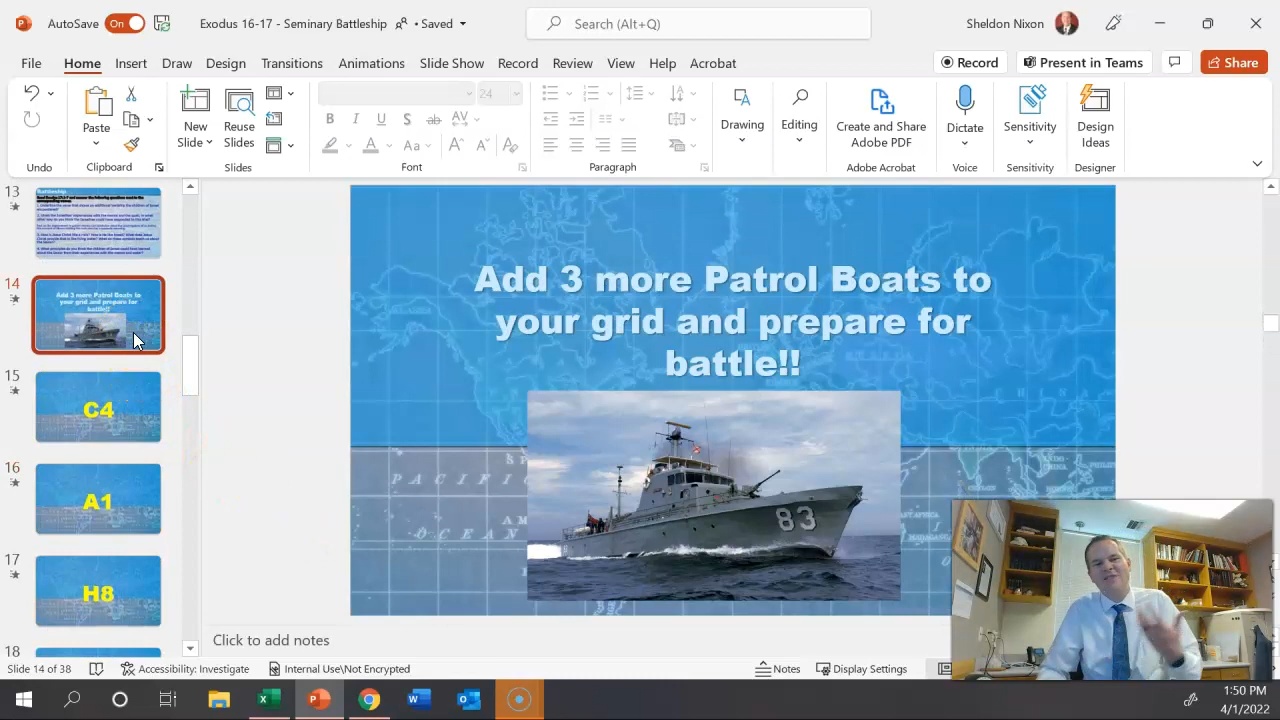 AutoSave
On
Exodus 16-17 - Seminary Battleship
• Saved
Search (Alt+Q)
Sheldon Nixon
File
Home
Insert
Draw
Design
Transitions
Animations
Slide Show
Record
Review
View
Help
Acrobat
Record
Present in Teams
Share
24
Paste
New
Slide
Reuse
Slides
Drawing
Editing
Create and Share
Adobe PDF
Dictate
Sensitivity
Design
Ideas
Undo
Clipboard
Slides
Font
Paragraph
Adobe Acrobat
Voice
Sensitivity
Designer
13
Battleship
14
Add 3 more Patrol Boats to
your grid and prepare for
battle!!
15
C4
16
A1
17
H8
18
Add 3 more Patrol Boats to
your grid and prepare for
battle!!
PACIFIC
OCEAN
83
Click to add notes
Slide 14 of 38
Accessibility: Investigate
Internal Use\Not Encrypted
Notes
Display Settings
1:50 PM
4/1/2022